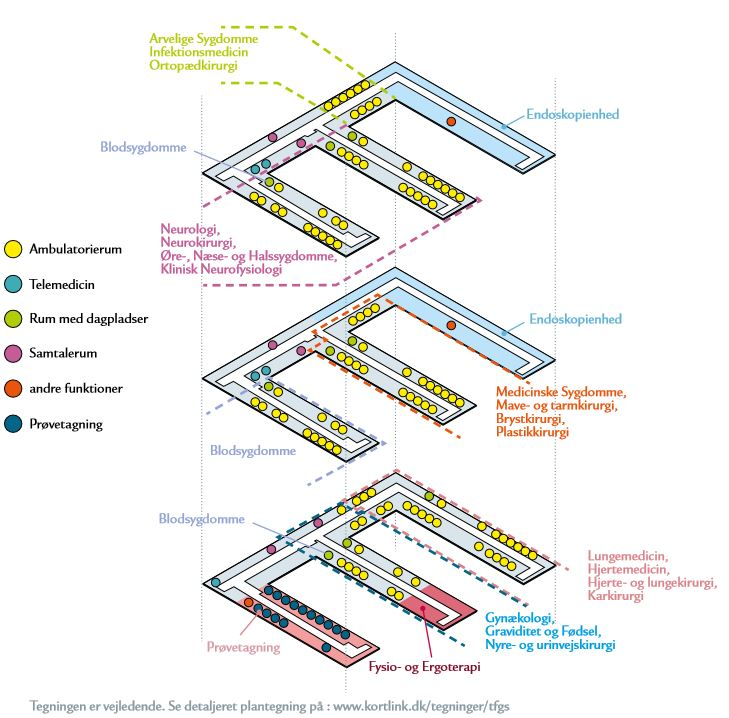 Arvelige Sygdomme
Infektionsmedicin
Ortopædkirurgi
Endoskopienhed
Blodsygdomme
Neurologi,
Neurokirurgi,
Øre-, Næse- og Halssygdomme,
Klinisk Neurofysiologi
Ambulatorierum
Telemedicin
Rum med dagpladser
Samtalerum
andre funktioner
Prøvetagning
Endoskopienhed
Medicinske Sygdomme,
Mave- og tarmkirurgi,
Brystkirurgi,
Plastikkirurgi
Blodsygdomme
Blodsygdomme
Lungemedicin,
Hjertemedicin,
Hjerte- og lungekirurgi,
Karkirurgi
Gynækologi,
Graviditet og Fødsel,
Nyre- og urinvejskirurgi
Prøvetagning
Fysio- og Ergoterapi
Tegningen er vejledende. Se detaljeret plantegning på : www.kortlink.dk/tegninger/tfgs